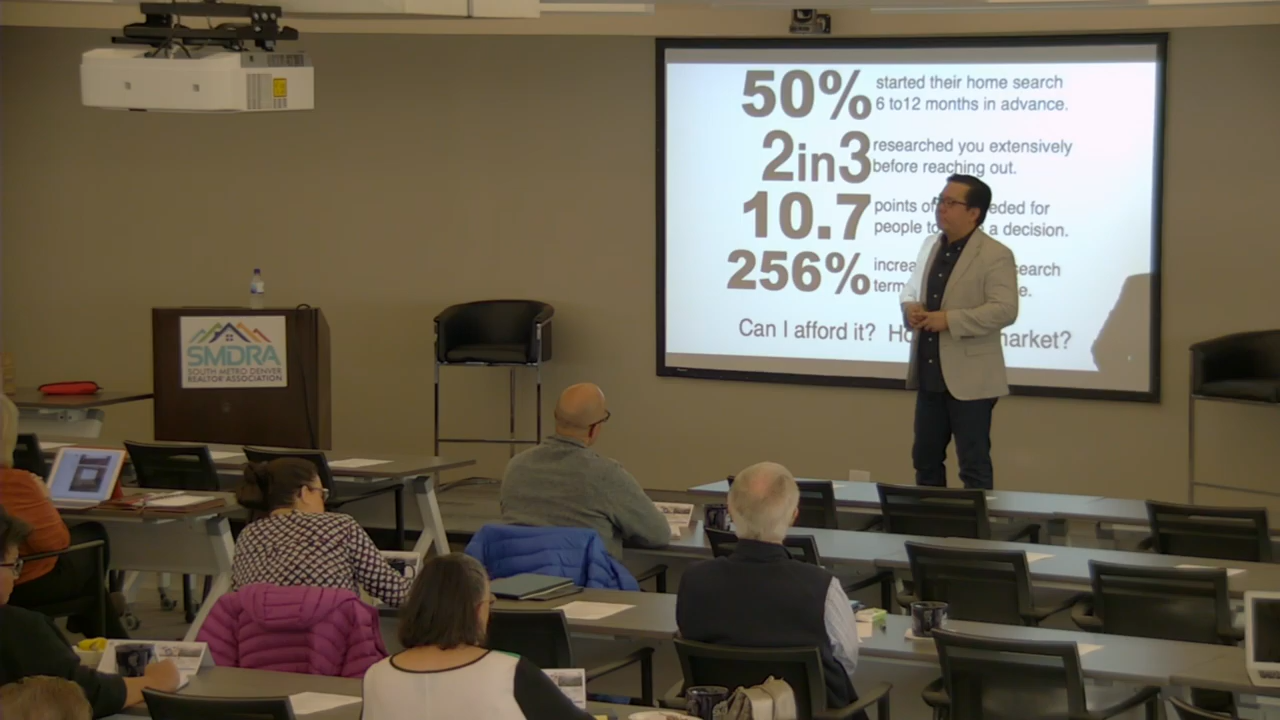 50% started their home search
6 to12 months in advance.
2in3 researched you extensively
before reaching out.
10.7 points of eded for
people to a decision.
256% increa search
term e.
Can I afford it? Ho market?
SMDRA
SOUTH METRO DENVER
REALTOR® ASSOCIATION